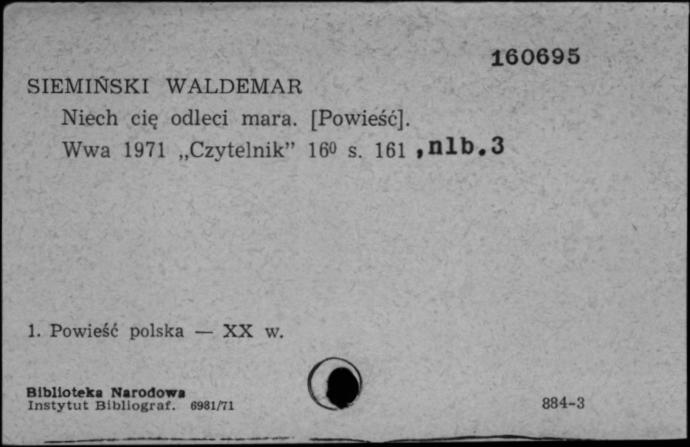 160695
SIEMIŃSKI WALDEMAR
Niech cię odleci mara. [Powieść].
Wwa 1971 „Czytelnik” 16⁰ s. 161 ,nlb.3
1. Powieść polska — XX w.
Biblioteka Narodowa
Instytut Bibliograf. 6981/71
884-3